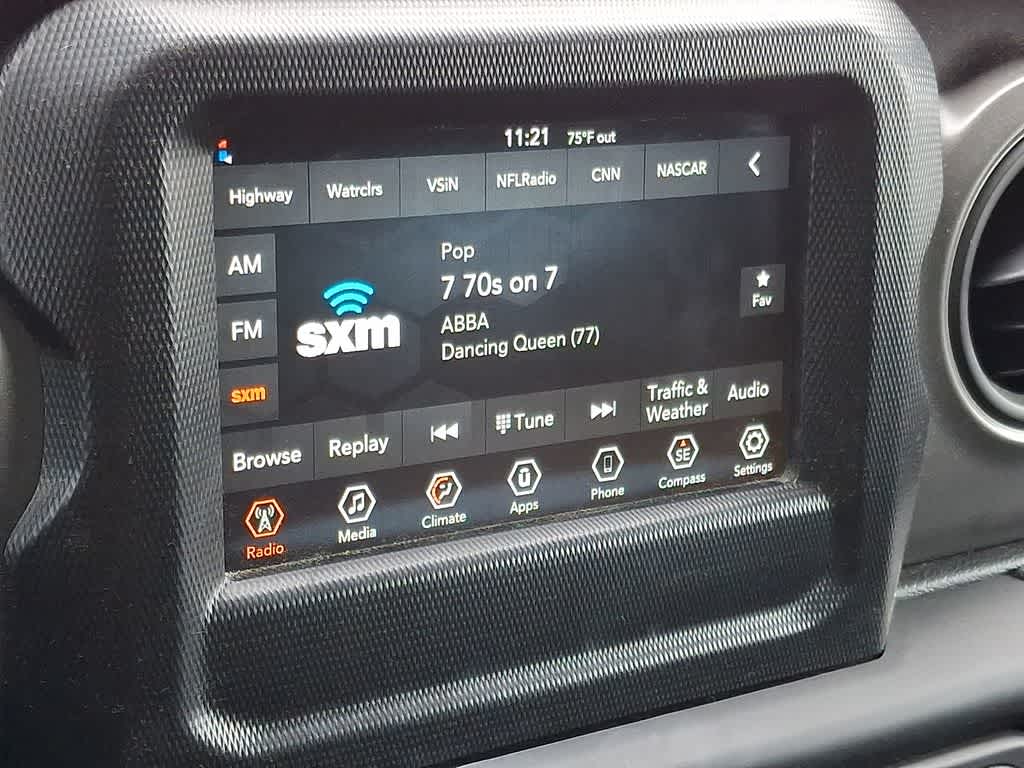 11:21 75°F out
Highway Watrclrs VSiN NFLRadio CNN NASCAR
AM
FM
sxm
sxm
Pop
7 70s on 7
ABBA
Dancing Queen (77)
Fav
Browse Replay Tune Traffic & Weather Audio
Radio Media Climate Apps Phone SE Compass Settings